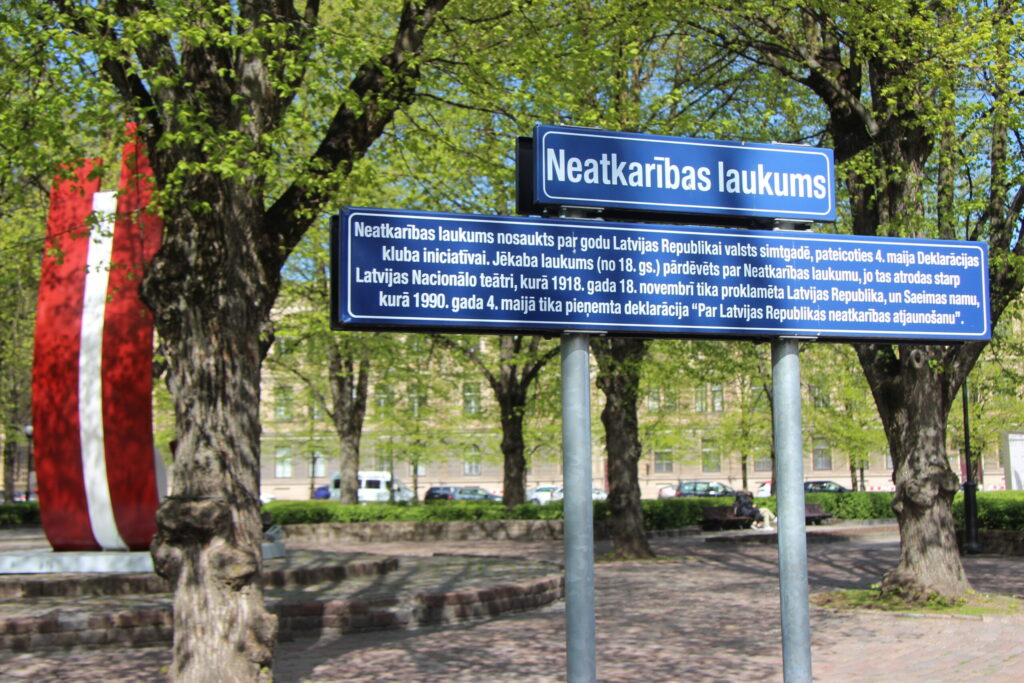 Neatkarības laukums
Neatkarības laukums nosaukts par godu Latvijas Republikai valsts simtgadē, pateicoties 4. maija Deklarācijas
kluba iniciatīvai. Jēkaba laukums (no 18. gs.) pārdēvēts par Neatkarības laukumu, jo tas atrodas starp
Latvijas Nacionālo teātri, kurā 1918. gada 18. novembrī tika proklamēta Latvijas Republika, un Saeimas namu,
kurā 1990. gada 4. maijā tika pieņemta deklarācija "Par Latvijas Republikas neatkarības atjaunošanu".